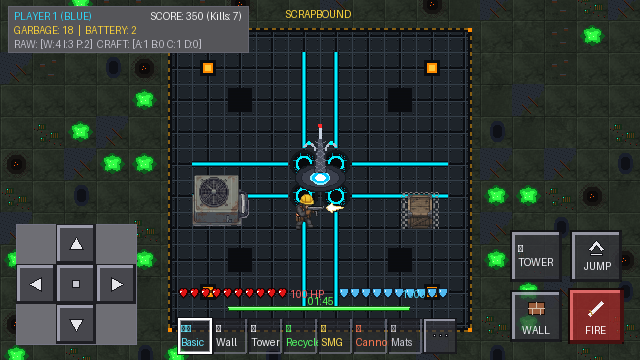 PLAYER 1 (BLUE) SCORE: 350 (Kills: 7)
GARBAGE: 18 | BATTERY: 2
RAW: [W:4 I:3 P:2] CRAFT: [A:1 B:0 C:1 D:0]
SCRAPBOUND
100 HP
01:45
TOWER
JUMP
WALL
FIRE
Basic
Wall
Tower
Recycl
SMG
Canno
Mats